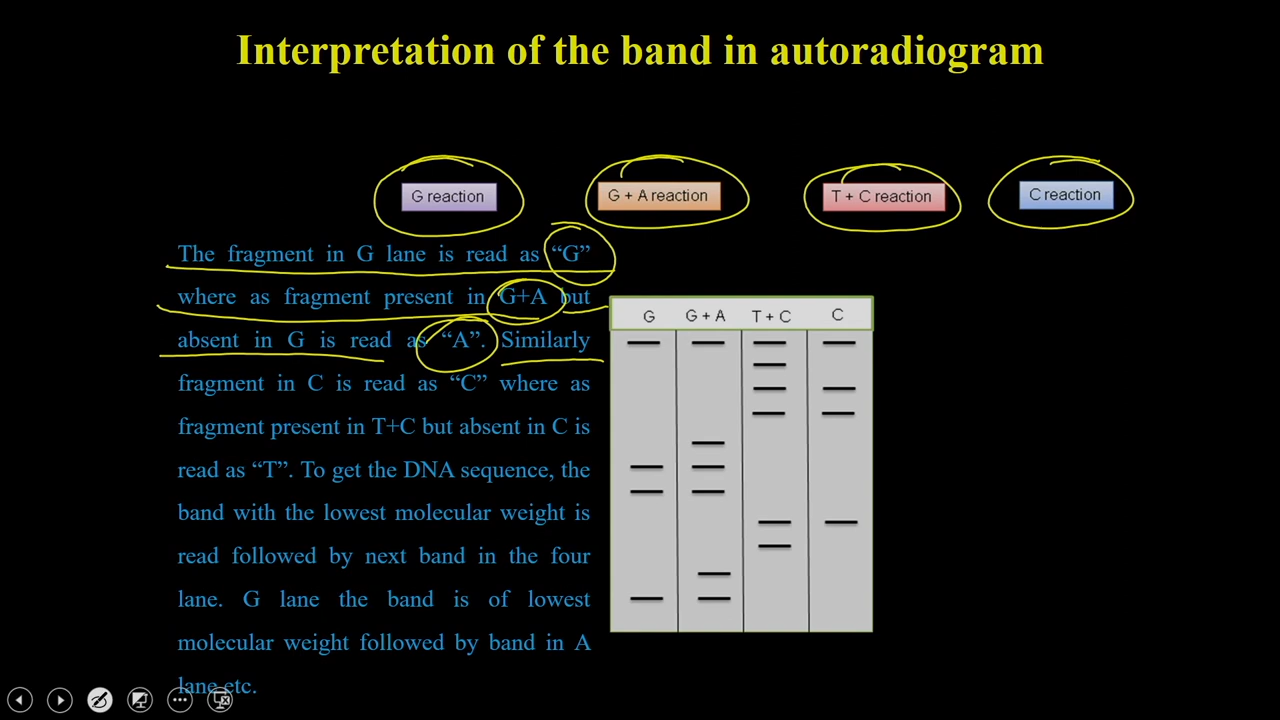 Interpretation of the band in autoradiogram
G reaction
G + A reaction
T + C reaction
C reaction
The fragment in G lane is read as “G”
where as fragment present in G+A but
absent in G is read as “A”. Similarly
fragment in C is read as “C” where as
fragment present in T+C but absent in C is
read as “T”. To get the DNA sequence, the
band with the lowest molecular weight is
read followed by next band in the four
lane. G lane the band is of lowest
molecular weight followed by band in A
lane etc.
G
G + A
T + C
C